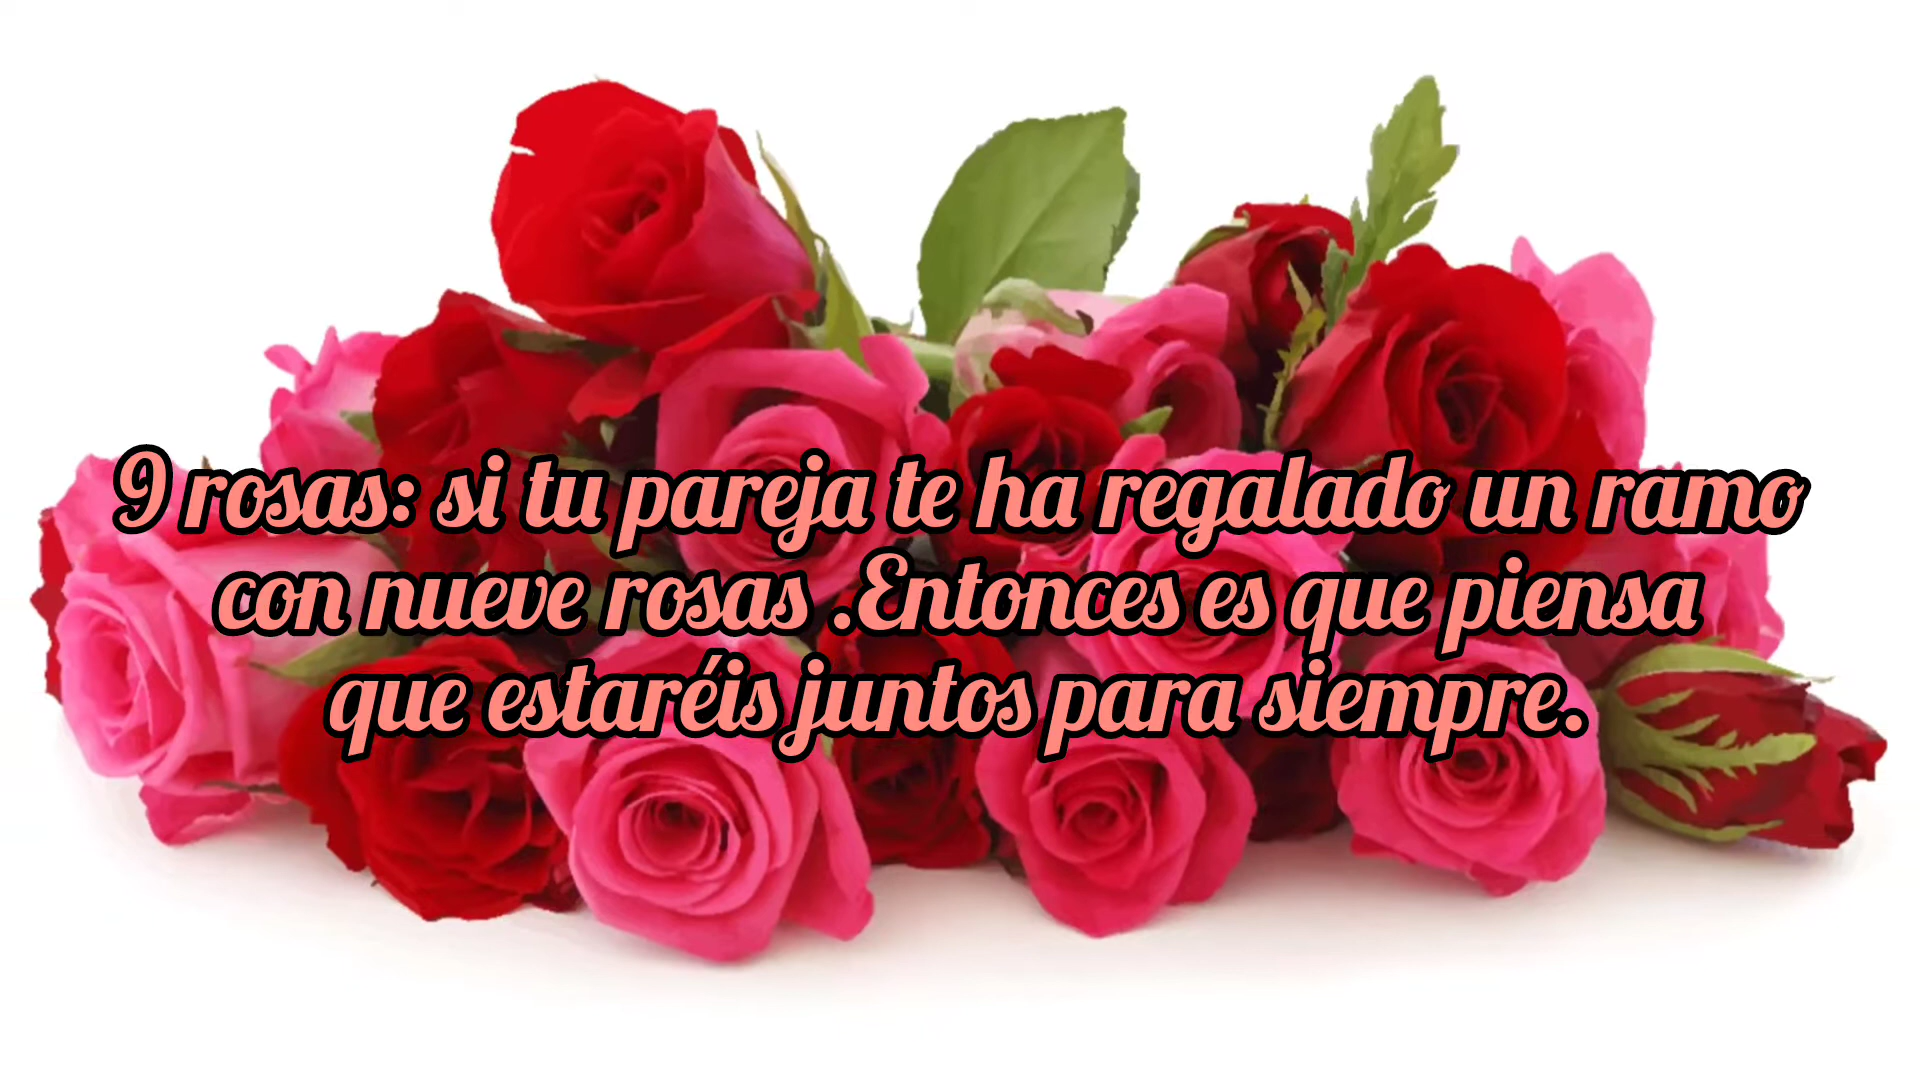 9 rosas: si tu pareja te ha regalado un ramo
con nueve rosas .Entonces es que piensa
que estaréis juntos para siempre.